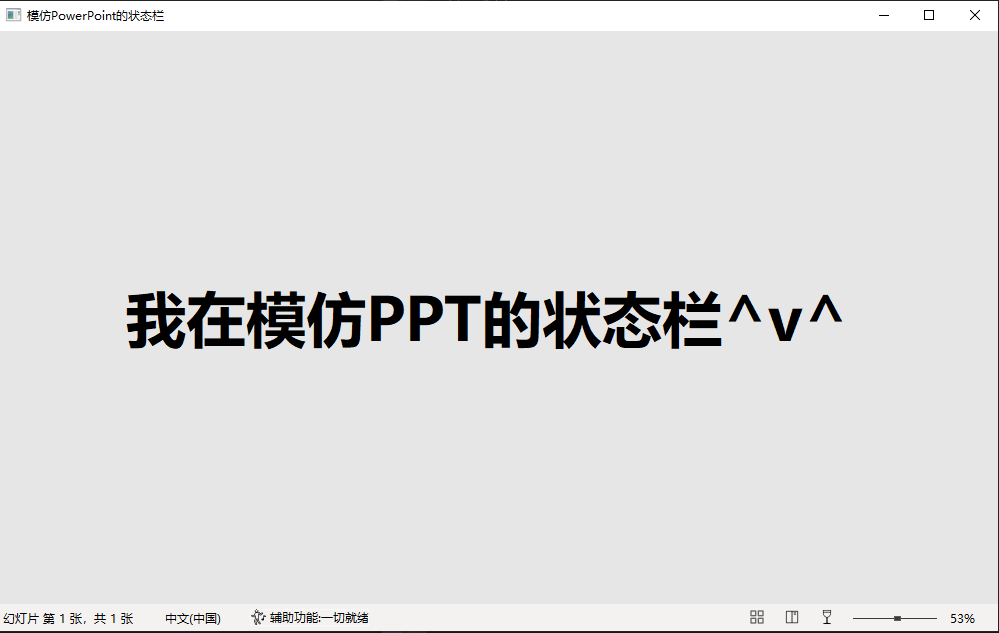 模仿PowerPoint的状态栏
我在模仿PPT的状态栏^v^
幻灯片 第 1 张，共 1 张 中文(中国) 辅助功能:一切就绪 53%